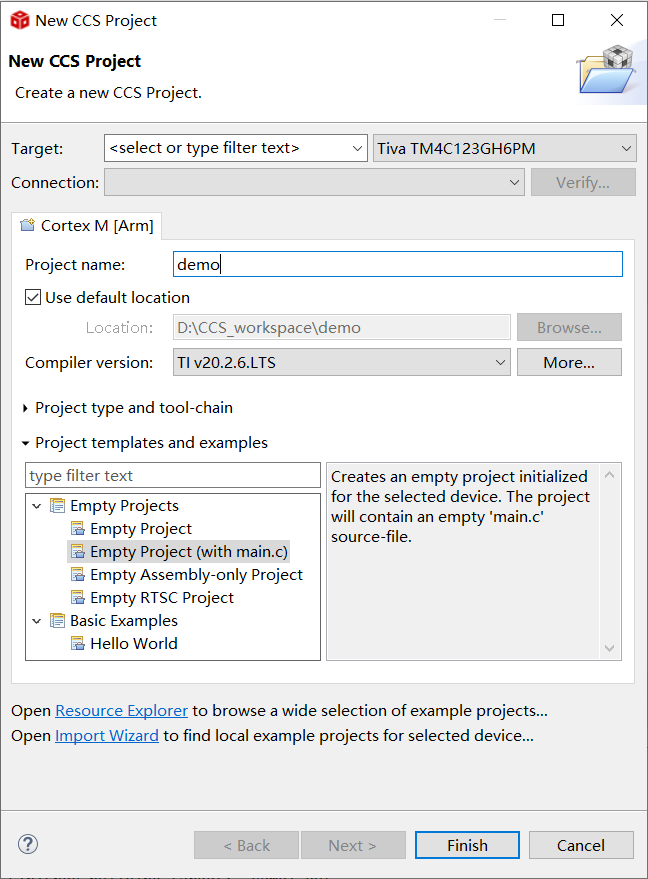 New CCS Project
New CCS Project
Create a new CCS Project.
Target: <select or type filter text> Tiva TM4C123GH6PM
Connection: Verify...
Cortex M [Arm]
Project name: demo
Use default location
Location: D:\CCS_workspace\demo Browse...
Compiler version: TI v20.2.6.LTS More...
Project type and tool-chain
Project templates and examples
type filter text
Empty Projects
Empty Project
Empty Project (with main.c)
Empty Assembly-only Project
Empty RTSC Project
Basic Examples
Hello World
Creates an empty project initialized
for the selected device. The project
will contain an empty 'main.c'
source-file.
Open Resource Explorer to browse a wide selection of example projects...
Open Import Wizard to find local example projects for selected device...
? < Back Next > Finish Cancel